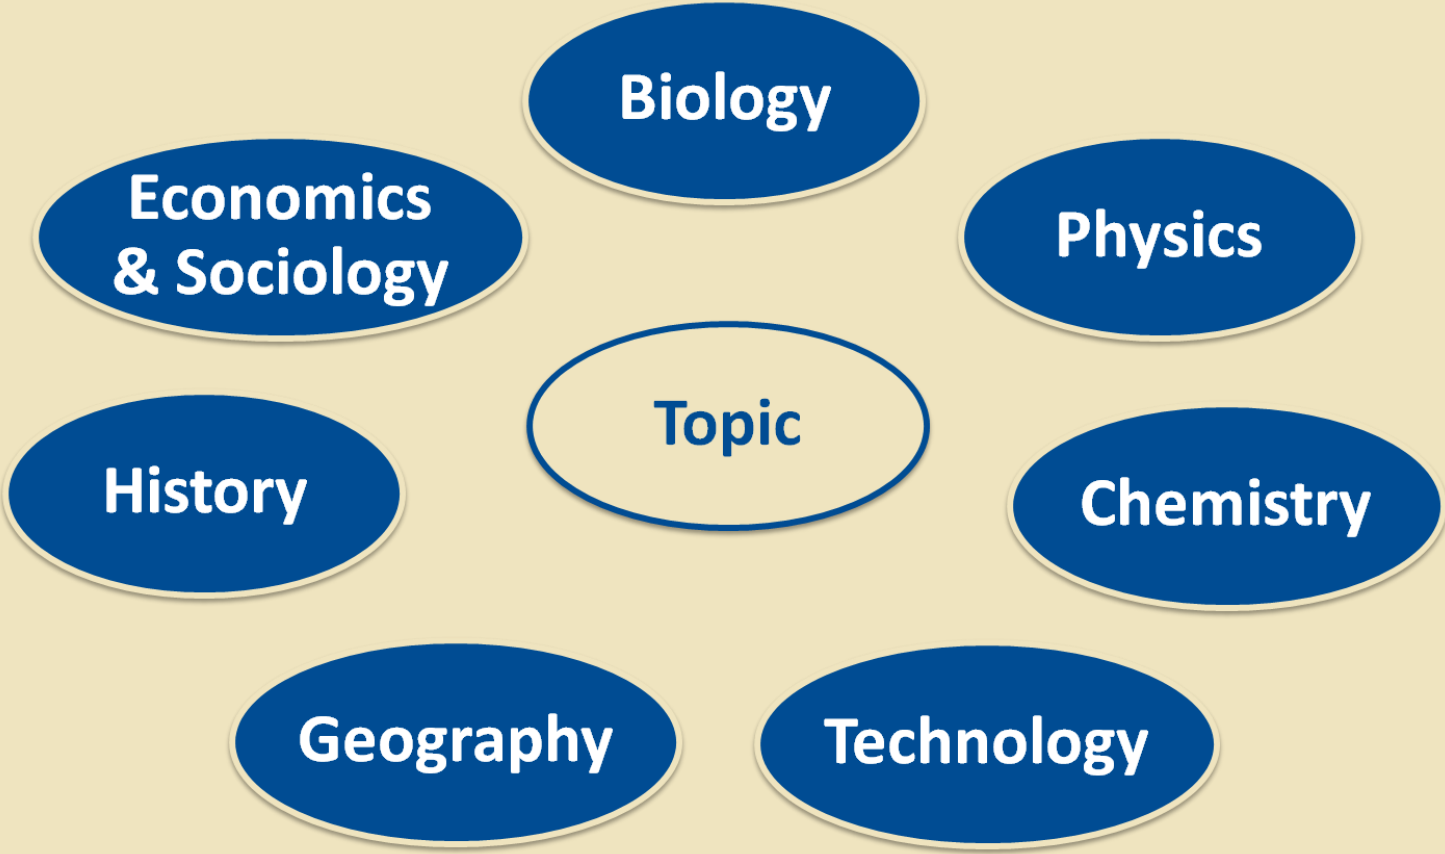 Biology
Economics
& Sociology
Physics
Topic
History
Chemistry
Geography
Technology